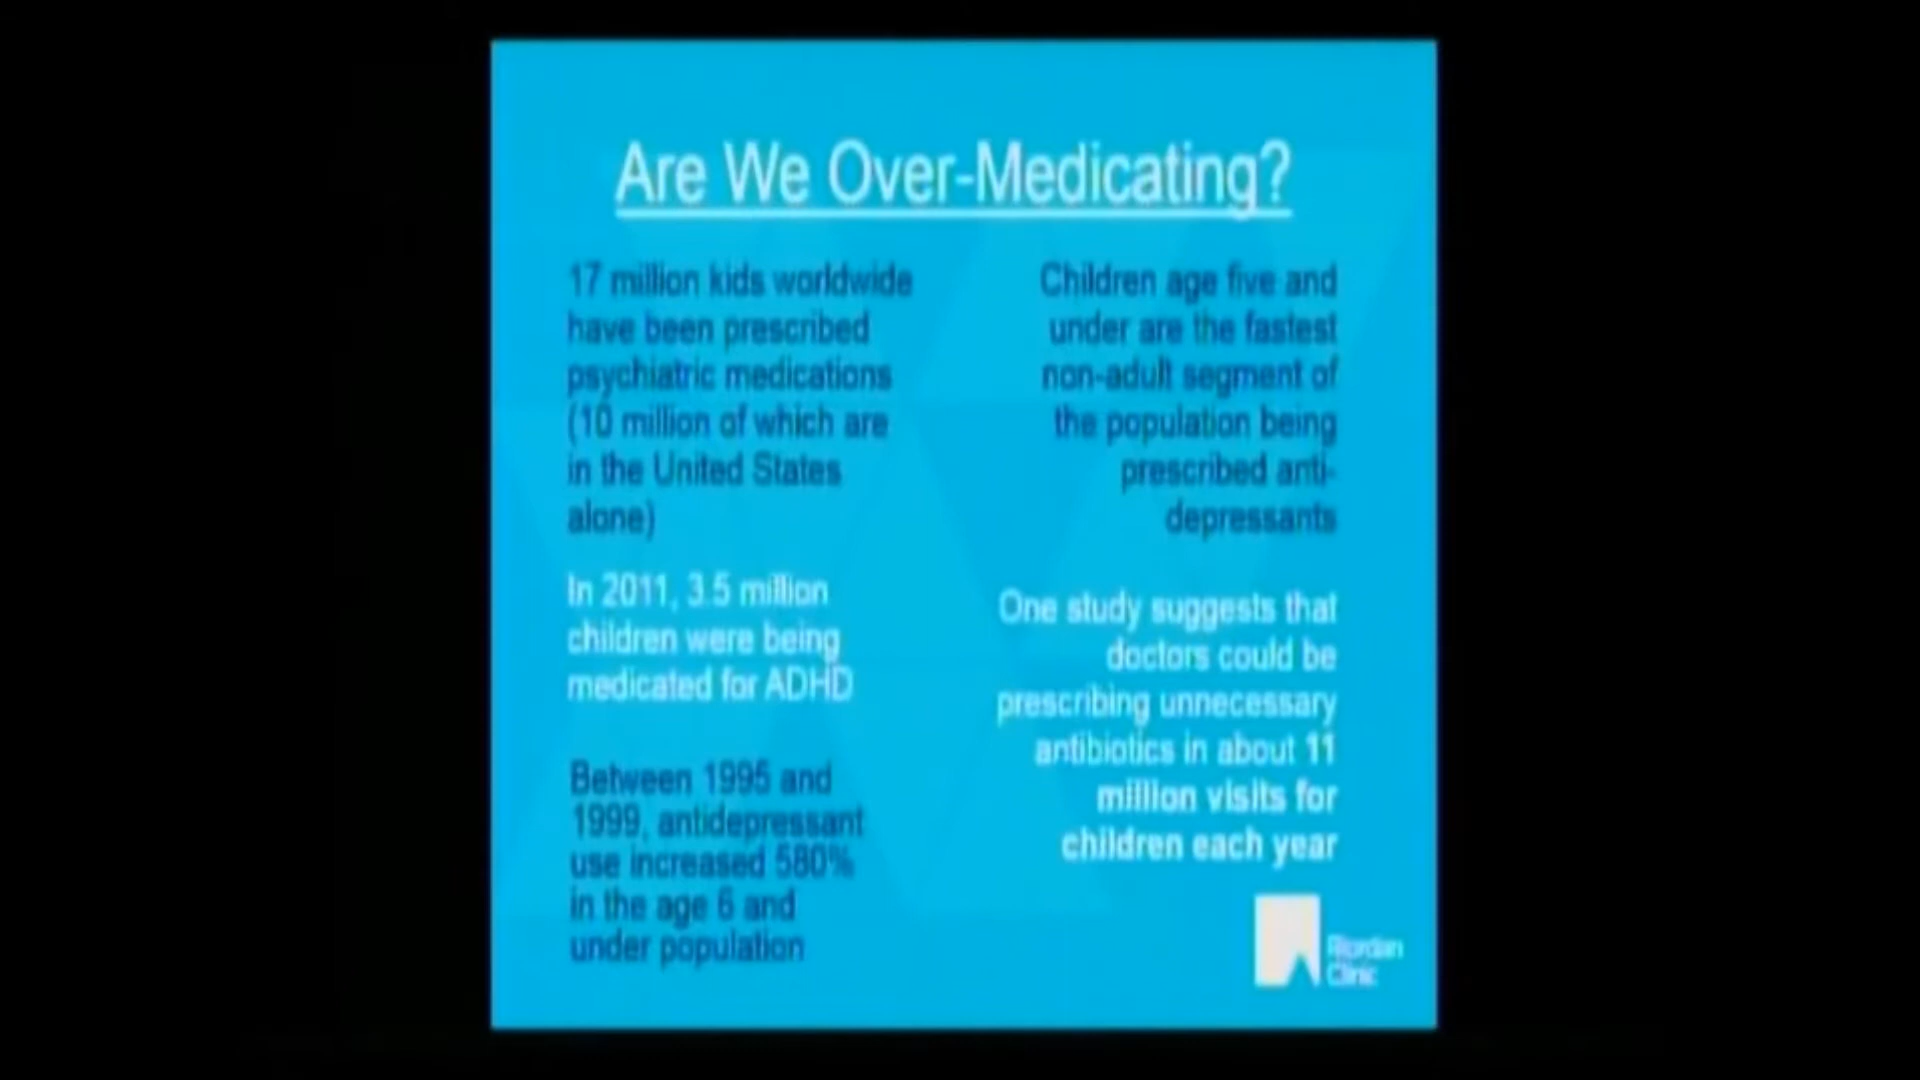 Are We Over-Medicating?
17 million kids worldwide
have been prescribed
psychiatric medications
(10 million of which are
in the United States
alone)
In 2011, 3.5 million
children were being
medicated for ADHD
Between 1995 and
1999, antidepressant
use increased 580%
in the age 6 and
under population
Children age five and
under are the fastest
non-adult segment of
the population being
prescribed anti-
depressants
One study suggests that
doctors could be
prescribing unnecessary
antibiotics in about 11
million visits for
children each year
Riordan
Clinic